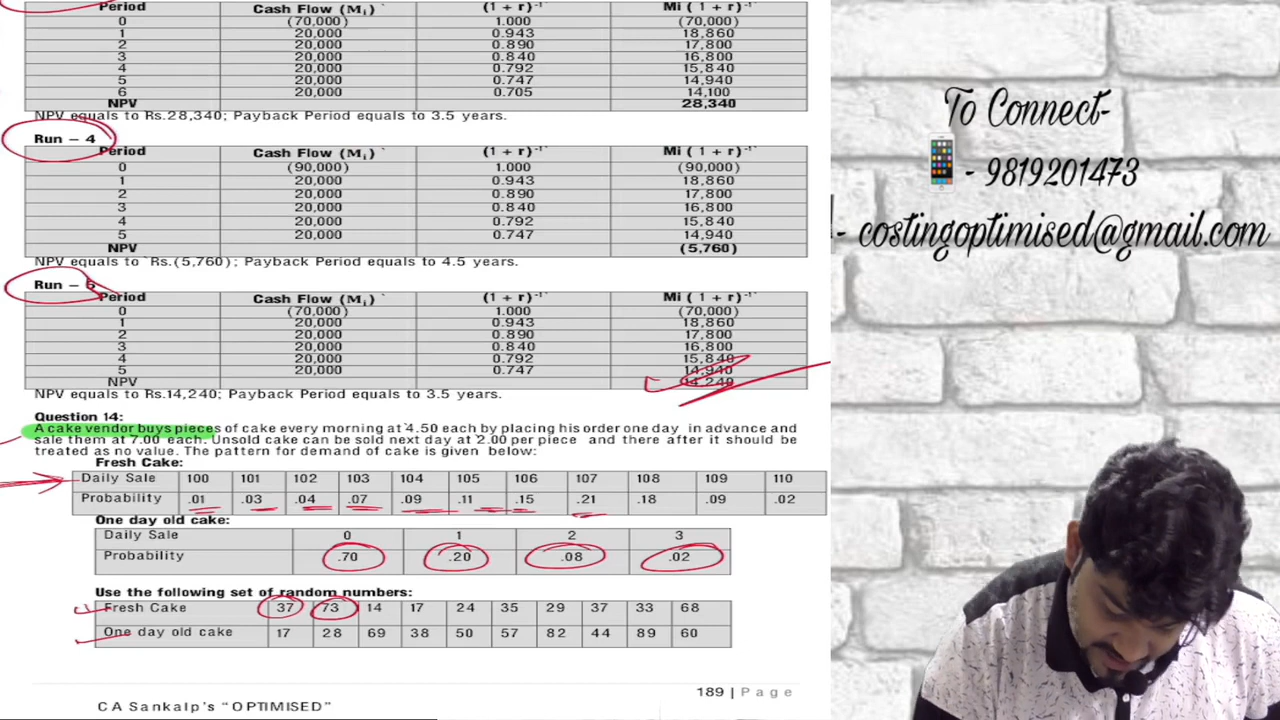 Period Cash Flow (Mi) ` (1 + r)-1 Mi ( 1 + r)-1
0 (70,000) 1.000 (70,000)
1 20,000 0.943 18,860
2 20,000 0.890 17,800
3 20,000 0.840 16,800
4 20,000 0.792 15,840
5 20,000 0.747 14,940
6 20,000 0.705 14,100
NPV 28,340
NPV equals to Rs.28,340; Payback Period equals to 3.5 years.
Run – 4
Period Cash Flow (Mi) ` (1 + r)-1 Mi ( 1 + r)-1
0 (90,000) 1.000 (90,000)
1 20,000 0.943 18,860
2 20,000 0.890 17,800
3 20,000 0.840 16,800
4 20,000 0.792 15,840
5 20,000 0.747 14,940
NPV (5,760)
NPV equals to `Rs.(5,760); Payback Period equals to 4.5 years.
Run – 5
Period Cash Flow (Mi) ` (1 + r)-1 Mi ( 1 + r)-1
0 (70,000) 1.000 (70,000)
1 20,000 0.943 18,860
2 20,000 0.890 17,800
3 20,000 0.840 16,800
4 20,000 0.792 15,840
5 20,000 0.747 14,940
NPV 14,240
NPV equals to Rs.14,240; Payback Period equals to 3.5 years.
Question 14:
A cake vendor buys pieces of cake every morning at `4.50 each by placing his order one day in advance and
sale them at 7.00 each. Unsold cake can be sold next day at `2.00 per piece and there after it should be
treated as no value. The pattern for demand of cake is given below:
Fresh Cake:
Daily Sale 100 101 102 103 104 105 106 107 108 109 110
Probability .01 .03 .04 .07 .09 .11 .15 .21 .18 .09 .02
One day old cake:
Daily Sale 0 1 2 3
Probability .70 .20 .08 .02
Use the following set of random numbers:
Fresh Cake 37 73 14 17 24 35 29 37 33 68
One day old cake 17 28 69 38 50 57 82 44 89 60
189 | Page
CA Sankalp's "OPTIMISED"
To Connect-
- 9819201473
- costingoptimised@gmail.com